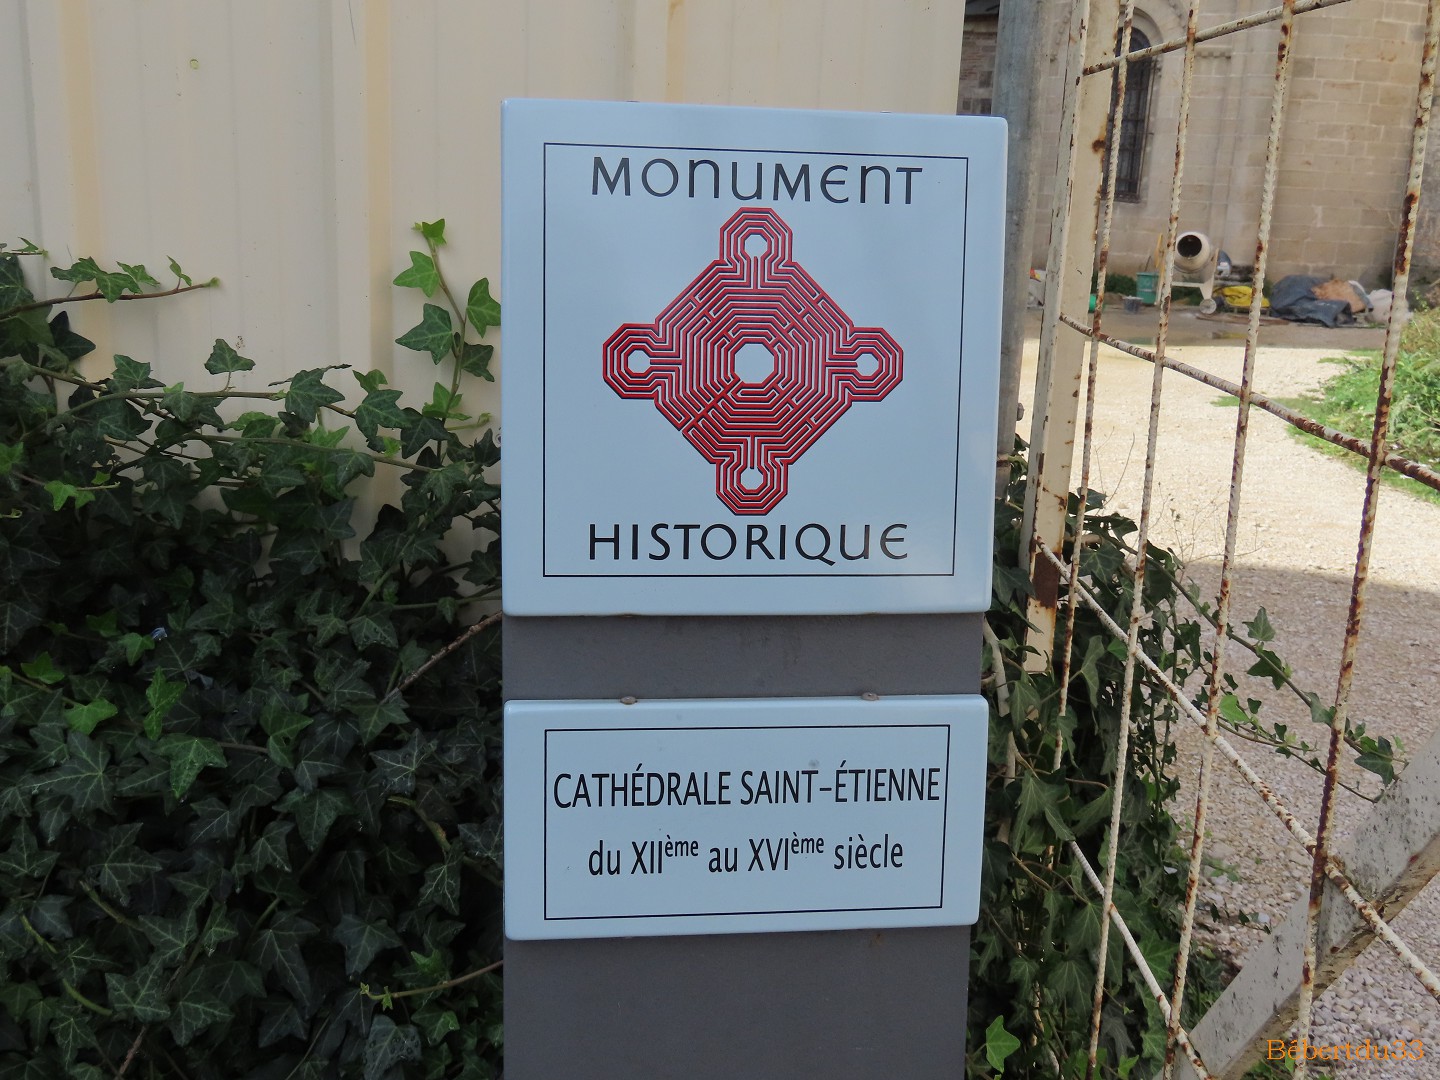 MONUMENT
HISTORIQUE
CATHÉDRALE SAINT-ÉTIENNE
du XIIème au XVIème siècle
Bébertdu33